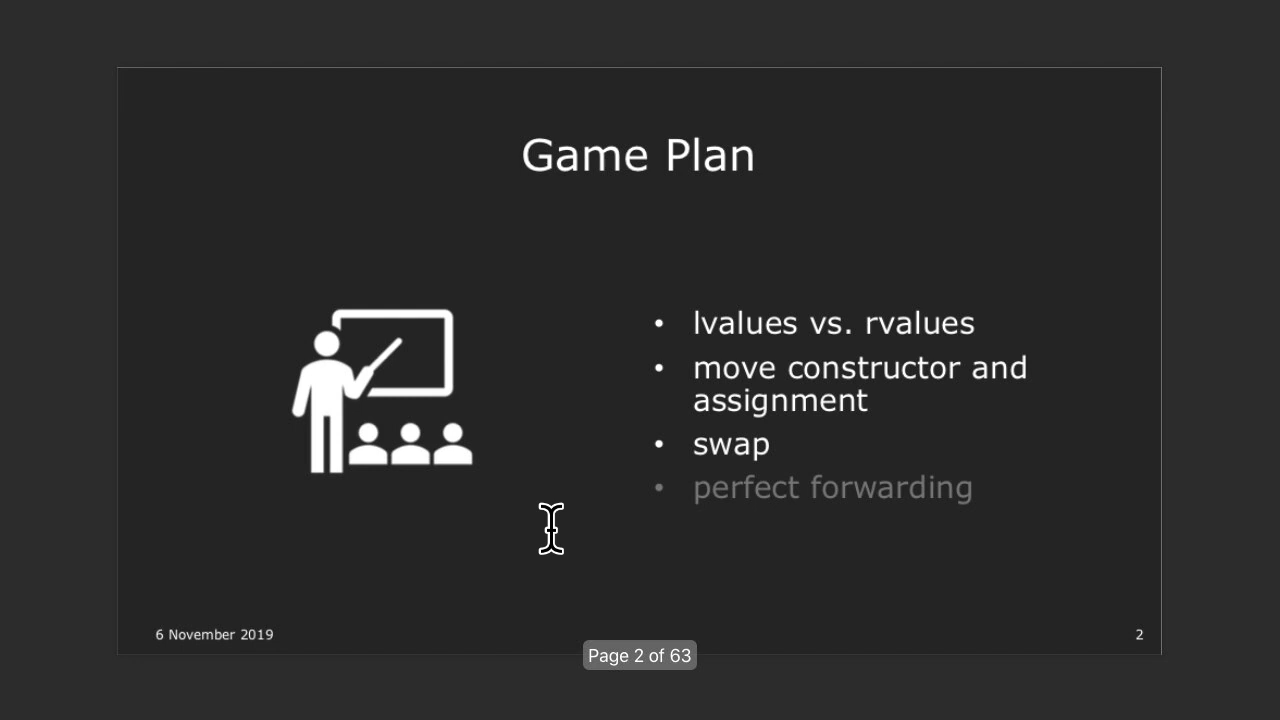 Game Plan
• lvalues vs. rvalues
• move constructor and
assignment
• swap
• perfect forwarding
6 November 2019
2
Page 2 of 63